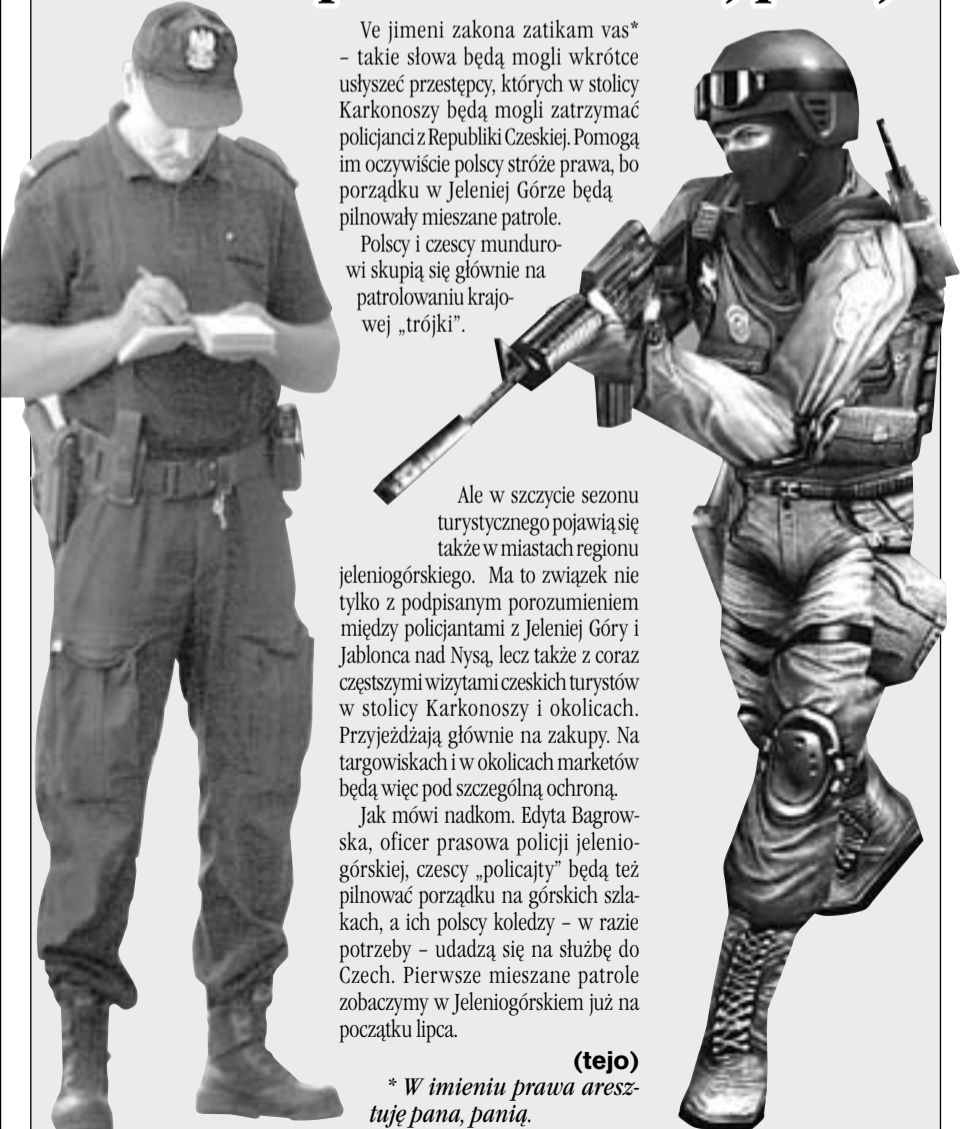 Ve jimeni zakona zatikam vas*
– takie słowa będą mogli wkrótce
usłyszeć przestępcy, których w stolicy
Karkonoszy będą mogli zatrzymać
policjanci z Republiki Czeskiej. Pomogą
im oczywiście polscy stróże prawa, bo
porządku w Jeleniej Górze będą
pilnowały mieszane patrole.
Polscy i czescy munduro-
wi skupią się głównie na
patrolowaniu krajo-
wej „trójki”.
Ale w szczycie sezonu
turystycznego pojawią się
także w miastach regionu
jeleniogórskiego. Ma to związek nie
tylko z podpisanym porozumieniem
między policjantami z Jeleniej Góry i
Jablonca nad Nysą, lecz także z coraz
częstszymi wizytami czeskich turystów
w stolicy Karkonoszy i okolicach.
Przyjeżdżają głównie na zakupy. Na
targowiskach i w okolicach marketów
będą więc pod szczególną ochroną.
Jak mówi nadkom. Edyta Bagrow-
ska, oficer prasowa policji jelenio-
górskiej, czescy „policajty” będą też
pilnować porządku na górskich szla-
kach, a ich polscy koledzy – w razie
potrzeby – udadzą się na służbę do
Czech. Pierwsze mieszane patrole
zobaczymy w Jeleniogórskiem już na
początku lipca.
(tejo)
* W imieniu prawa aresz-
tuję pana, panią.